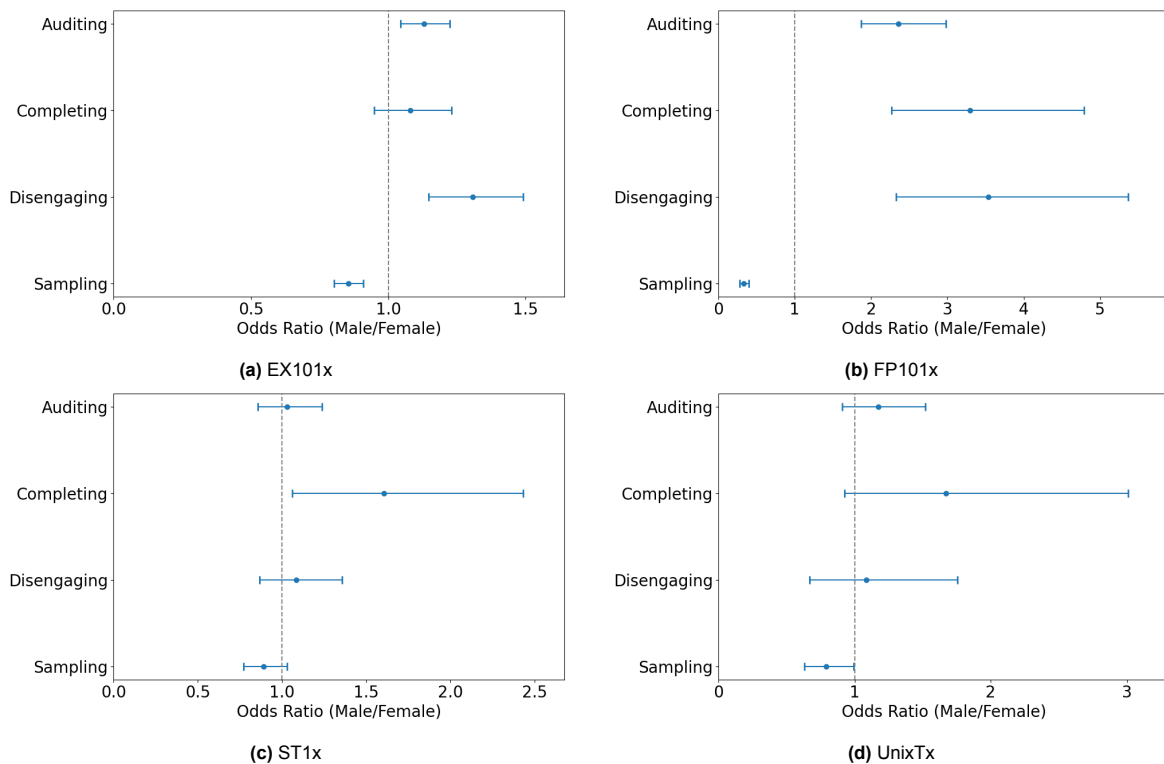 Auditing
Completing
Disengaging
Sampling
0.0 0.5 1.0 1.5
Odds Ratio (Male/Female)
(a) EX101x
Auditing
Completing
Disengaging
Sampling
0 1 2 3 4 5
Odds Ratio (Male/Female)
(b) FP101x
Auditing
Completing
Disengaging
Sampling
0.0 0.5 1.0 1.5 2.0 2.5
Odds Ratio (Male/Female)
(c) ST1x
Auditing
Completing
Disengaging
Sampling
0 1 2 3
Odds Ratio (Male/Female)
(d) UnixTx